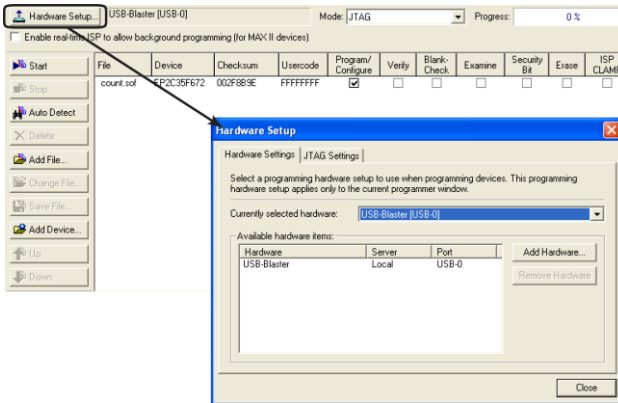 Hardware Setup... USB-Blaster [USB-0] Mode: JTAG Progress: 0 %
Enable real-time ISP to allow background programming (for MAX II devices)
Start
Stop
Auto Detect
Delete
Add File...
Change File...
Save File...
Add Device...
Up
Down
File Device Checksum Usercode Program/ Configure Verify Blank- Check Examine Security Bit Erase ISP CLAMP
count.sof EP2C35F672 002F8B9E FFFFFFFF
Hardware Setup
Hardware Settings JTAG Settings
Select a programming hardware setup to use when programming devices. This programming
hardware setup applies only to the current programmer window.
Currently selected hardware: USB-Blaster [USB-0]
Available hardware items:
Hardware Server Port
USB-Blaster Local USB-0
Add Hardware...
Remove Hardware
Close